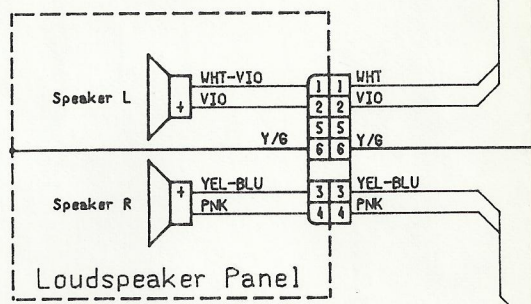 WHT-VIO 1 1 WHT
Speaker L + VIO 2 2 VIO
5 5
Y/G 6 6 Y/G
+ YEL-BLU 3 3 YEL-BLU
Speaker R PNK 4 4 PNK
Loudspeaker Panel